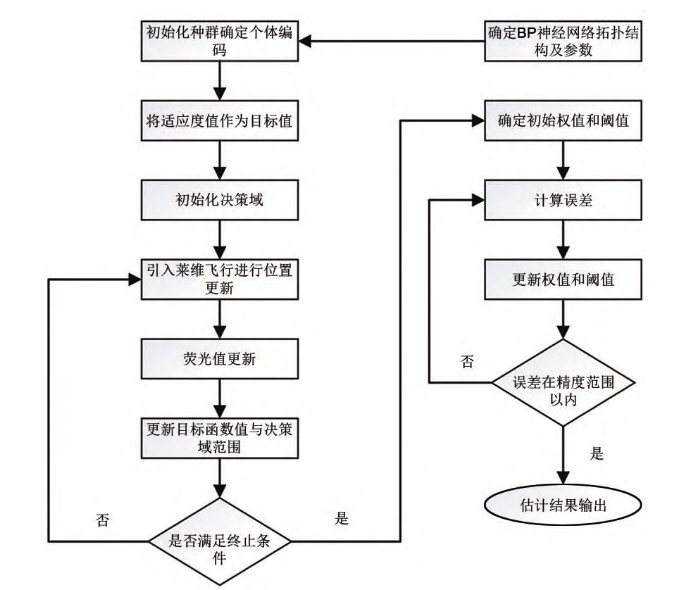 初始化种群确定个体编
码
确定BP神经网络拓扑结
构及参数
将适应度值作为目标值
初始化决策域
引入莱维飞行进行位置
更新
荧光值更新
更新目标函数值与决策
域范围
否
是否满足终止条
件
是
确定初始权值和阈值
计算误差
更新权值和阈值
否
误差在精度范围
以内
是
估计结果输出